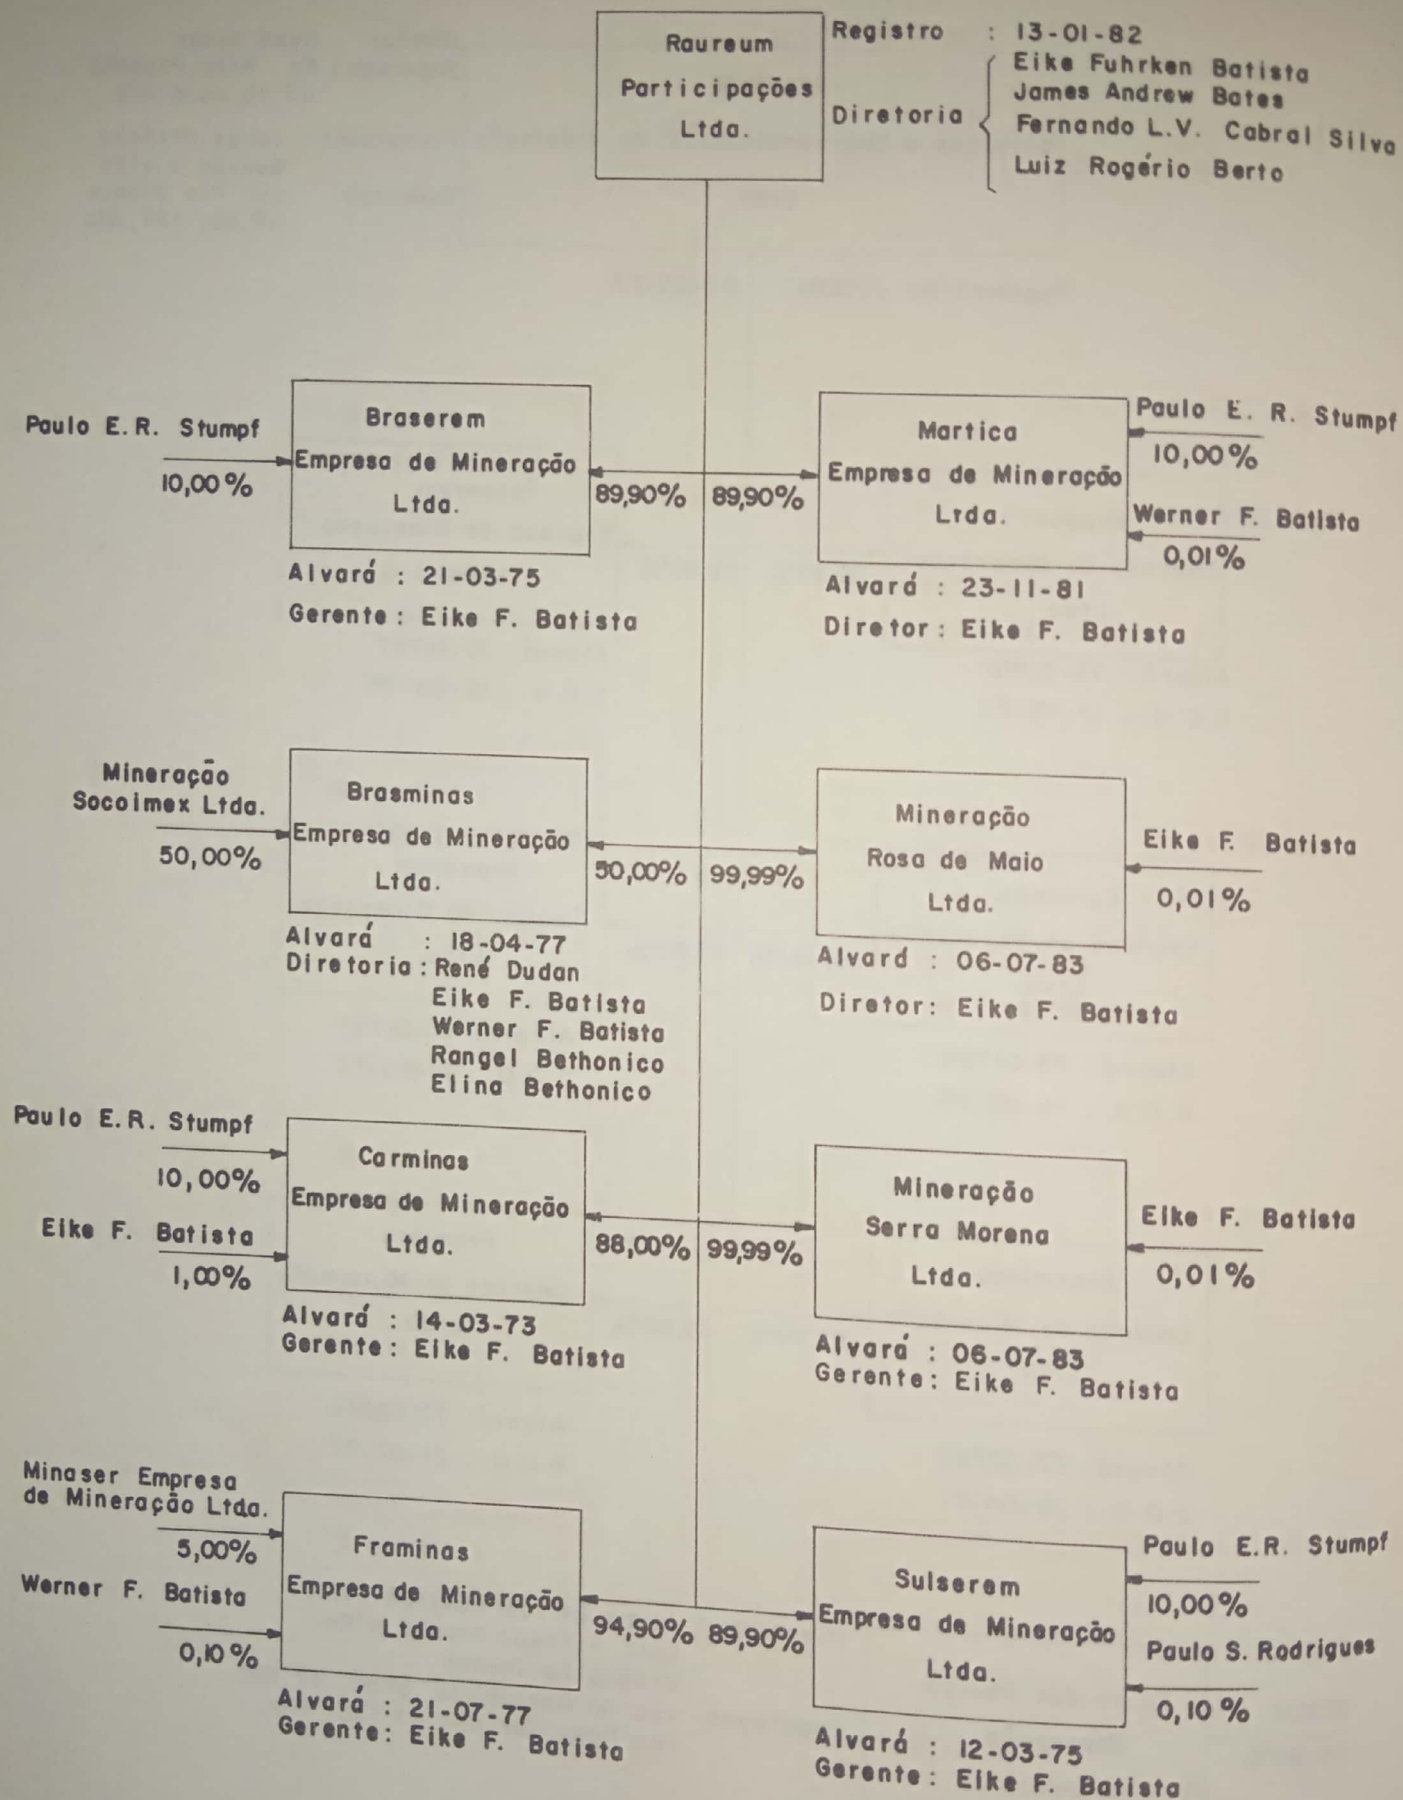 Raureum
Participações
Ltda.
Registro : 13-01-82
Diretoria
Eike Fuhrken Batista
James Andrew Bates
Fernando L.V. Cabral Silva
Luiz Rogério Berto
Paulo E.R. Stumpf
10,00%
Braserem
Empresa de Mineração
Ltda.
89,90%
Alvará : 21-03-75
Gerente : Eike F. Batista
89,90%
Martica
Empresa de Mineração
Ltda.
Paulo E. R. Stumpf
10,00%
Werner F. Batista
0,01%
Alvará : 23-11-81
Diretor : Eike F. Batista
Mineração
Socoimex Ltda.
50,00%
Brasminas
Empresa de Mineração
Ltda.
50,00%
Alvará : 18-04-77
Diretoria : René Dudan
Eike F. Batista
Werner F. Batista
Rangel Bethonico
Elina Bethonico
99,99%
Mineração
Rosa de Maio
Ltda.
Eike F. Batista
0,01%
Alvará : 06-07-83
Diretor : Eike F. Batista
Paulo E.R. Stumpf
10,00%
Eike F. Batista
1,00%
Carminas
Empresa de Mineração
Ltda.
88,00%
Alvará : 14-03-73
Gerente : Eike F. Batista
99,99%
Mineração
Serra Morena
Ltda.
Eike F. Batista
0,01%
Alvará : 06-07-83
Gerente : Eike F. Batista
Minaser Empresa
de Mineração Ltda.
5,00%
Werner F. Batista
0,10%
Framinas
Empresa de Mineração
Ltda.
94,90%
Alvará : 21-07-77
Gerente : Eike F. Batista
89,90%
Sulserem
Empresa de Mineração
Ltda.
Paulo E.R. Stumpf
10,00%
Paulo S. Rodrigues
0,10%
Alvará : 12-03-75
Gerente : Eike F. Batista